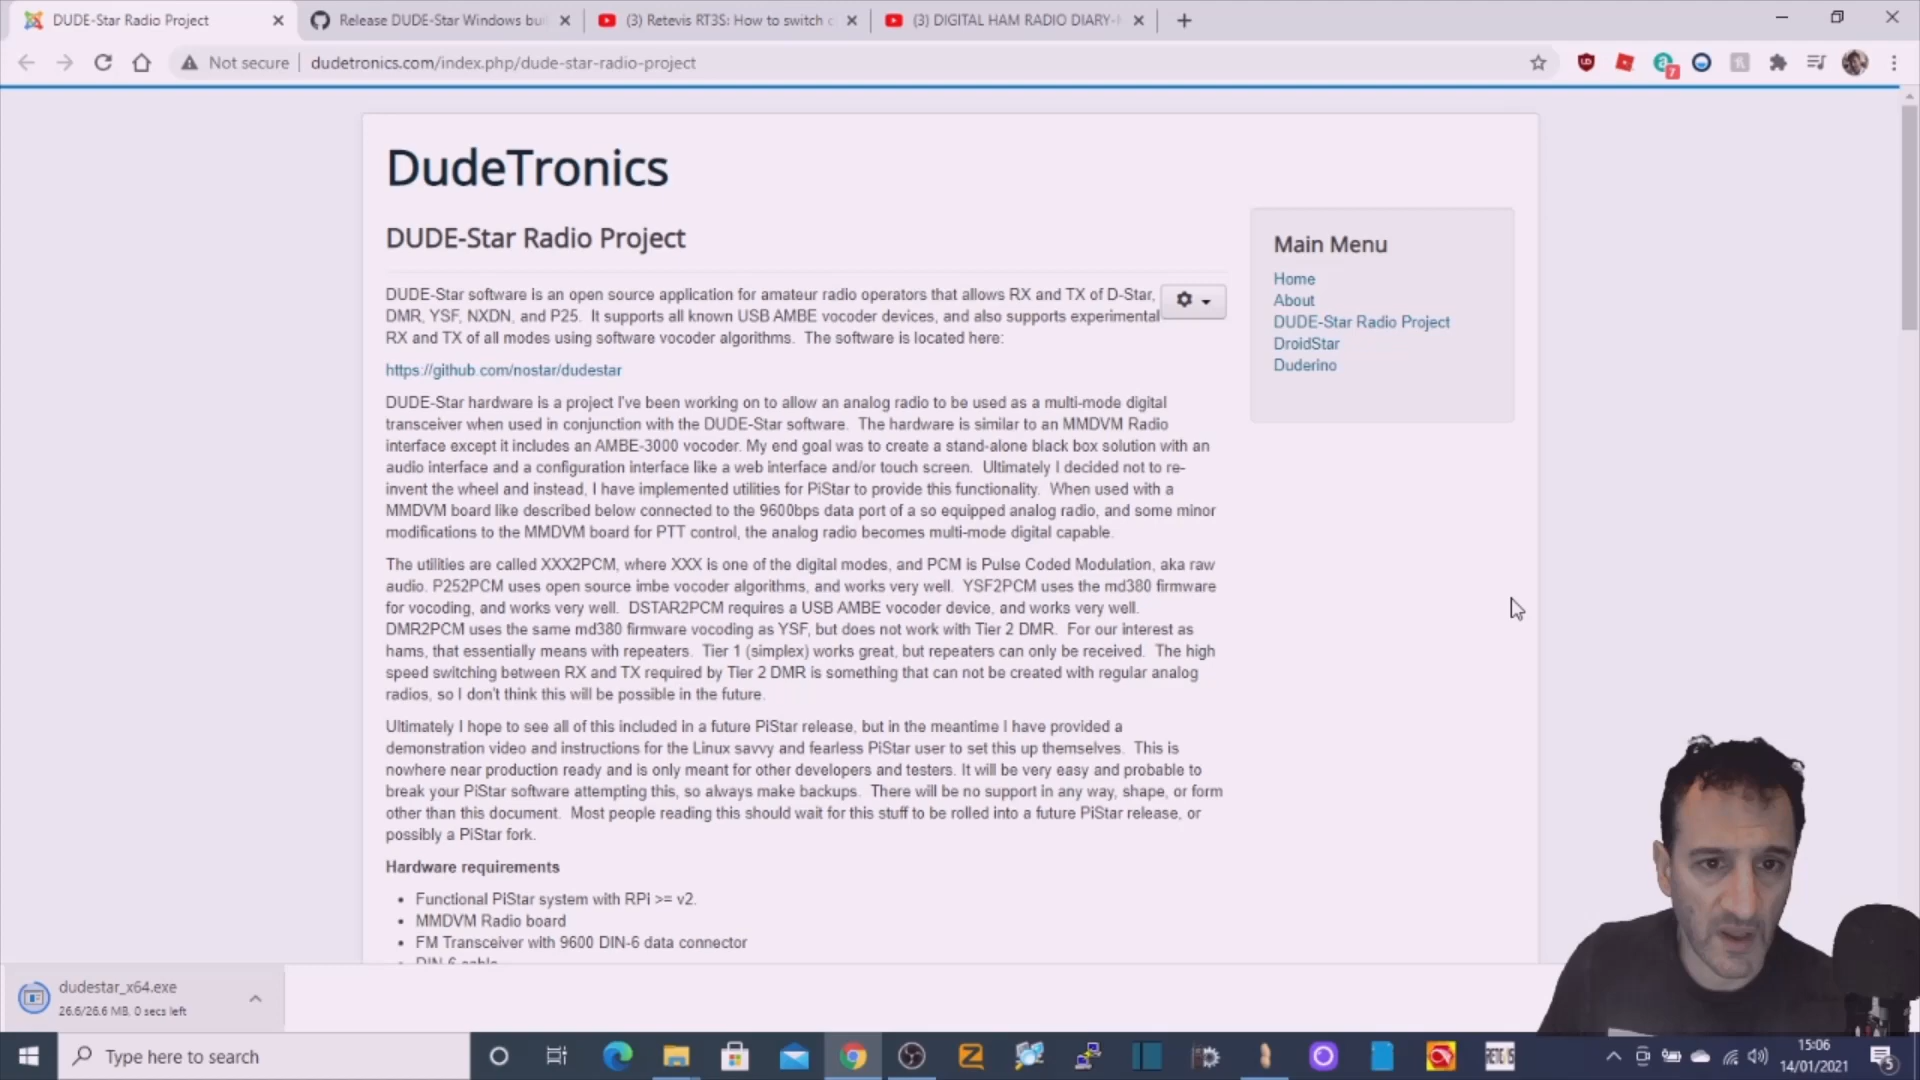 DUDE-Star Radio Project
Release DUDE-Star Windows bui
(3) Retevis RT3S: How to switch
(3) DIGITAL HAM RADIO DIARY-
Not secure
dudetronics.com/index.php/dude-star-radio-project
7
DudeTronics
DUDE-Star Radio Project
DUDE-Star software is an open source application for amateur radio operators that allows RX and TX of D-Star,
DMR, YSF, NXDN, and P25. It supports all known USB AMBE vocoder devices, and also supports experimental
RX and TX of all modes using software vocoder algorithms. The software is located here:
https://github.com/nostar/dudestar
DUDE-Star hardware is a project I've been working on to allow an analog radio to be used as a multi-mode digital
transceiver when used in conjunction with the DUDE-Star software. The hardware is similar to an MMDVM Radio
interface except it includes an AMBE-3000 vocoder. My end goal was to create a stand-alone black box solution with an
audio interface and a configuration interface like a web interface and/or touch screen. Ultimately I decided not to re-
invent the wheel and instead, I have implemented utilities for PiStar to provide this functionality. When used with a
MMDVM board like described below connected to the 9600bps data port of a so equipped analog radio, and some minor
modifications to the MMDVM board for PTT control, the analog radio becomes multi-mode digital capable.
The utilities are called XXX2PCM, where XXX is one of the digital modes, and PCM is Pulse Coded Modulation, aka raw
audio. P252PCM uses open source imbe vocoder algorithms, and works very well. YSF2PCM uses the md380 firmware
for vocoding, and works very well. DSTAR2PCM requires a USB AMBE vocoder device, and works very well.
DMR2PCM uses the same md380 firmware vocoding as YSF, but does not work with Tier 2 DMR. For our interest as
hams, that essentially means with repeaters. Tier 1 (simplex) works great, but repeaters can only be received. The high
speed switching between RX and TX required by Tier 2 DMR is something that can not be created with regular analog
radios, so I don't think this will be possible in the future.
Ultimately I hope to see all of this included in a future PiStar release, but in the meantime I have provided a
demonstration video and instructions for the Linux savvy and fearless PiStar user to set this up themselves. This is
nowhere near production ready and is only meant for other developers and testers. It will be very easy and probable to
break your PiStar software attempting this, so always make backups. There will be no support in any way, shape, or form
other than this document. Most people reading this should wait for this stuff to be rolled into a future PiStar release, or
possibly a PiStar fork.
Hardware requirements
Functional PiStar system with RPi >= v2.
MMDVM Radio board
FM Transceiver with 9600 DIN-6 data connector
DIN-6 cable
Main Menu
Home
About
DUDE-Star Radio Project
DroidStar
Duderino
dudestar_x64.exe
26.6/26.6 MB, 0 secs left
Type here to search
RETEVIS
15:06
14/01/2021
5